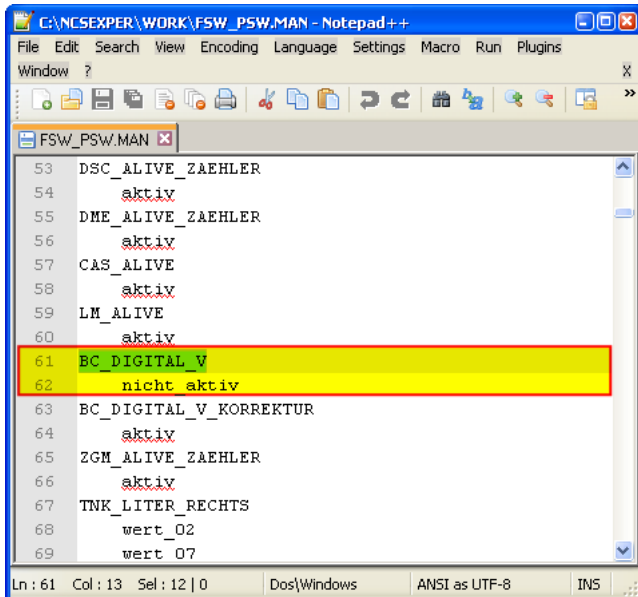 C:\NCSEXPER\WORK\FSW_PSW.MAN - Notepad++
File Edit Search View Encoding Language Settings Macro Run Plugins
Window ? X
FSW_PSW.MAN
53 DSC_ALIVE_ZAEHLER
54 aktiv
55 DME_ALIVE_ZAEHLER
56 aktiv
57 CAS_ALIVE
58 aktiv
59 LM_ALIVE
60 aktiv
61 BC_DIGITAL_V
62 nicht_aktiv
63 BC_DIGITAL_V_KORREKTUR
64 aktiv
65 ZGM_ALIVE_ZAEHLER
66 aktiv
67 TNK_LITER_RECHTS
68 wert_02
69 wert_07
Ln : 61 Col : 13 Sel : 12 | 0 Dos\Windows ANSI as UTF-8 INS